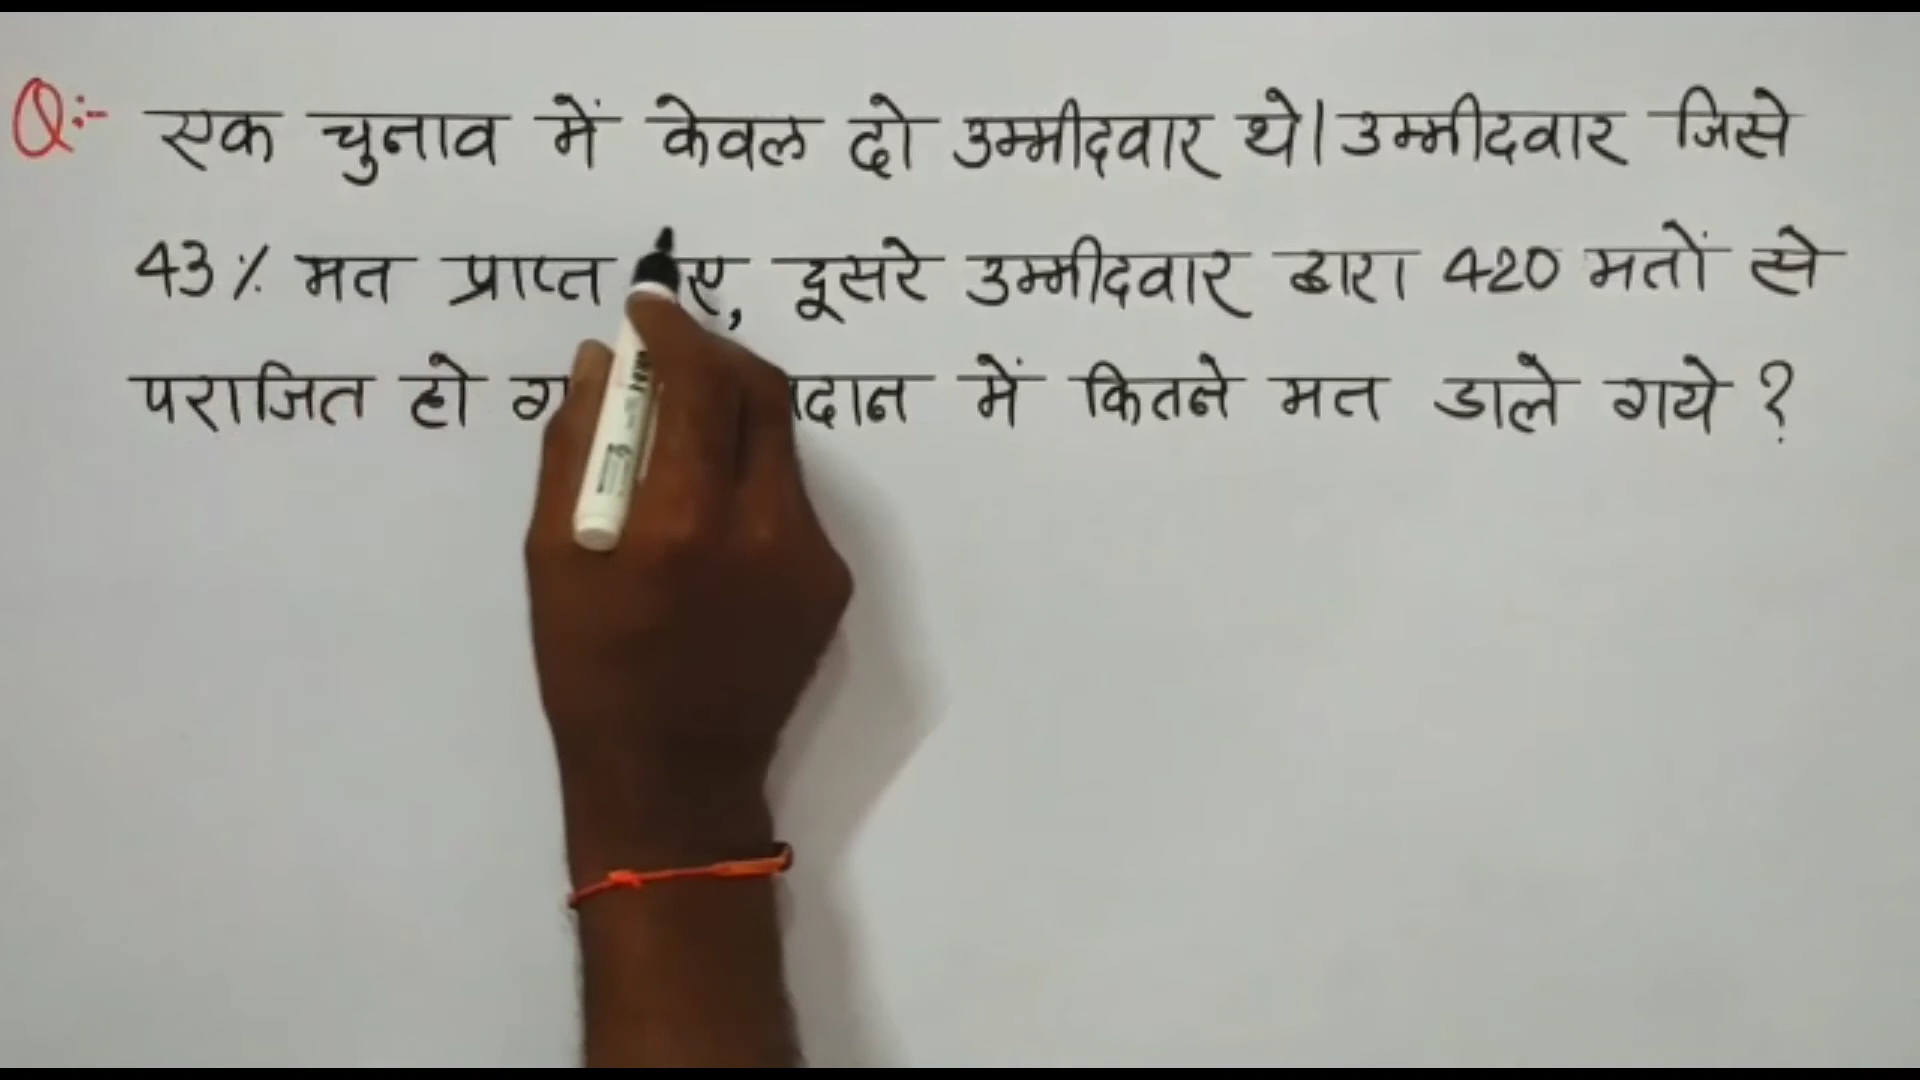 Q:- एक चुनाव में केवल दो उम्मीदवार थे। उम्मीदवार जिसे
43% मत प्राप्त, दूसरे उम्मीदवार द्वारा 420 मतों से
पराजित हो में कितने मत डाले गये ?